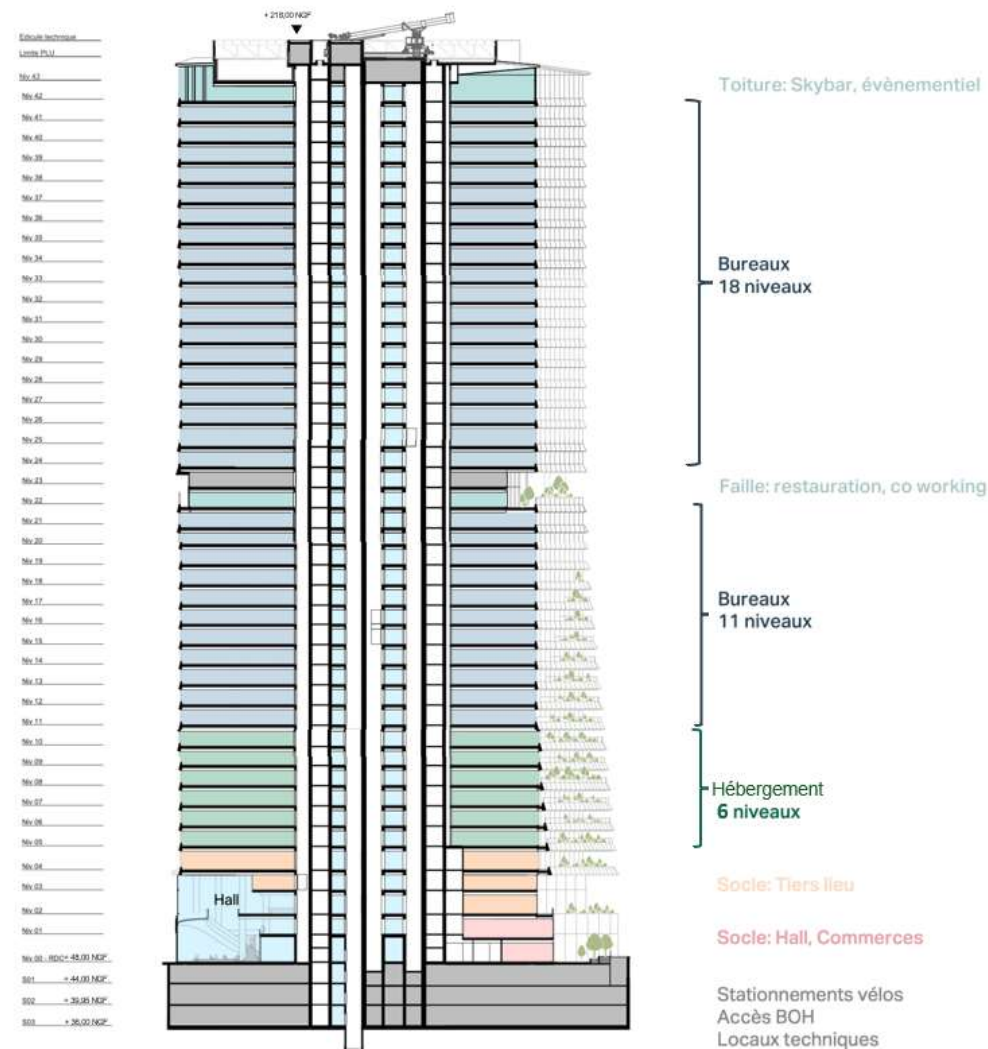 + 218,00 NGF
Edicule technique
Limite PLU
Niv 43
Niv 42
Niv 41
Niv 40
Niv 39
Niv 38
Niv 37
Niv 36
Niv 35
Niv 34
Niv 33
Niv 32
Niv 31
Niv 30
Niv 29
Niv 28
Niv 27
Niv 26
Niv 25
Niv 24
Niv 23
Niv 22
Niv 21
Niv 20
Niv 19
Niv 18
Niv 17
Niv 16
Niv 15
Niv 14
Niv 13
Niv 12
Niv 11
Niv 10
Niv 09
Niv 08
Niv 07
Niv 06
Niv 05
Niv 04
Niv 03
Niv 02
Niv 01
Niv 00 - RDC + 48,00 NGF
S01 + 44,00 NGF
S02 + 39,95 NGF
S03 + 36,00 NGF
Hall
Toiture: Skybar, évènementiel
Bureaux
18 niveaux
Faille: restauration, co working
Bureaux
11 niveaux
Hébergement
6 niveaux
Socle: Tiers lieu
Socle: Hall, Commerces
Stationnements vélos
Accès BOH
Locaux techniques